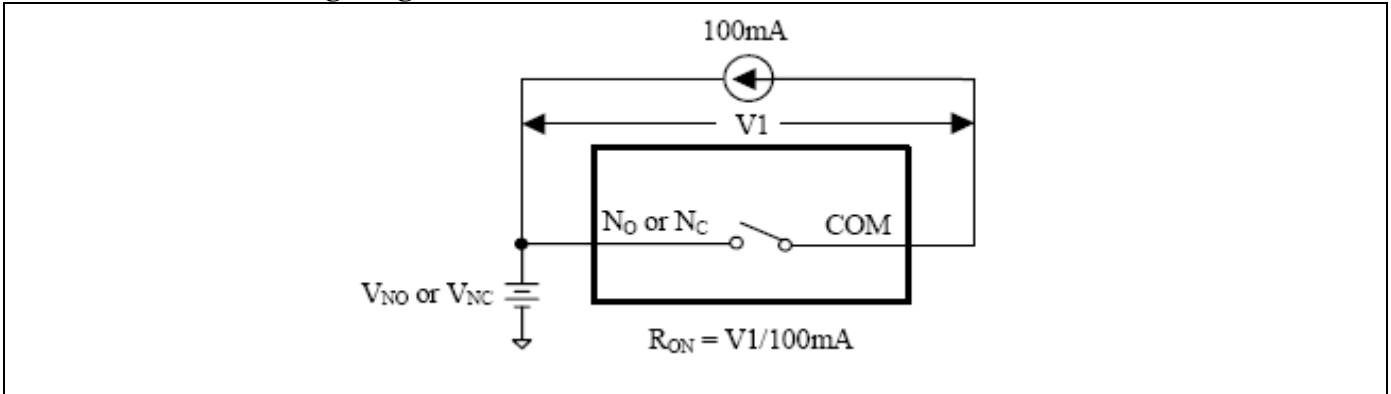 100mA
V1
NO or NC
COM
VNO or VNC
RON = V1/100mA